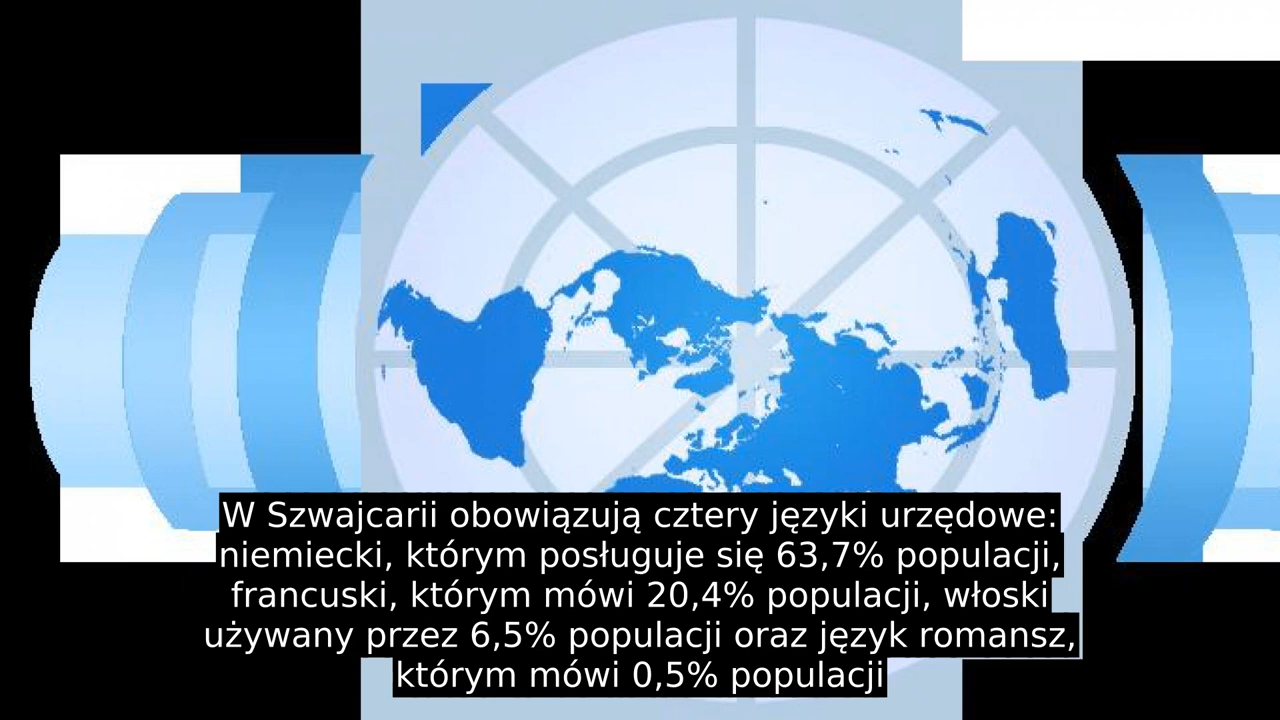 W Szwajcarii obowiązują cztery języki urzędowe:
niemiecki, którym posługuje się 63,7% populacji,
francuski, którym mówi 20,4% populacji, włoski
używany przez 6,5% populacji oraz język romansz,
którym mówi 0,5% populacji